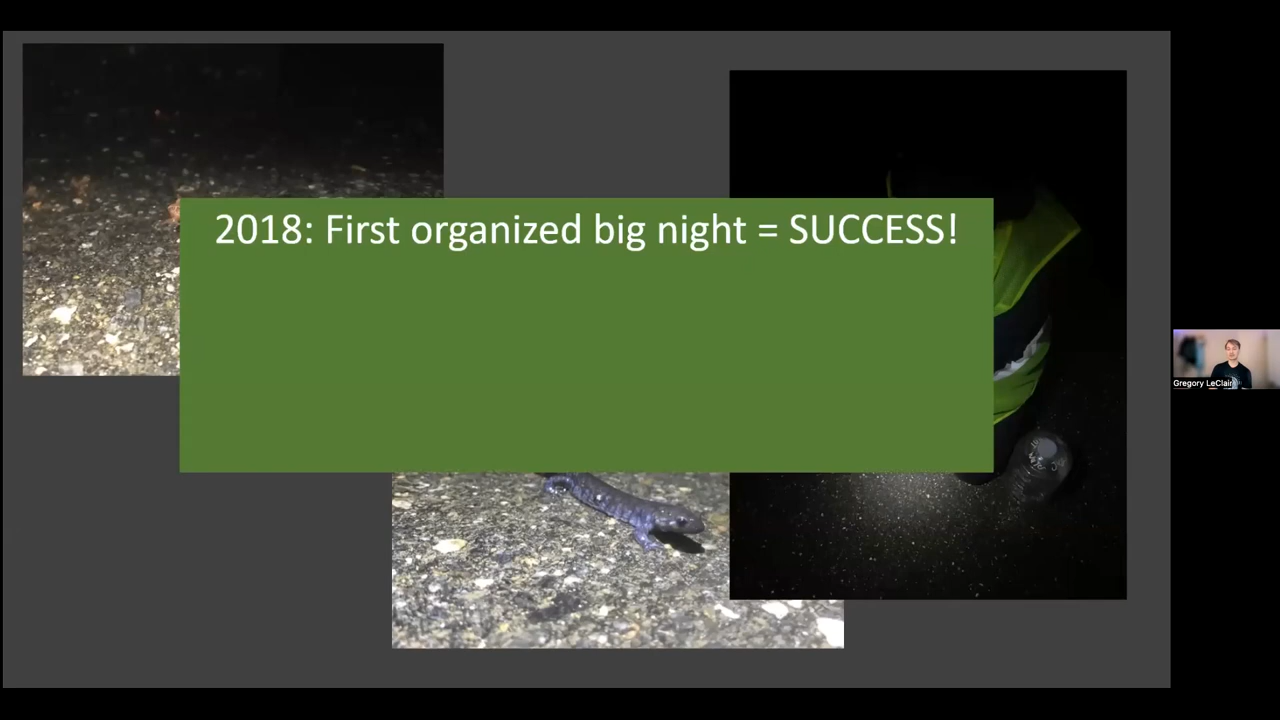 2018: First organized big night = SUCCESS!
Gregory LeClair